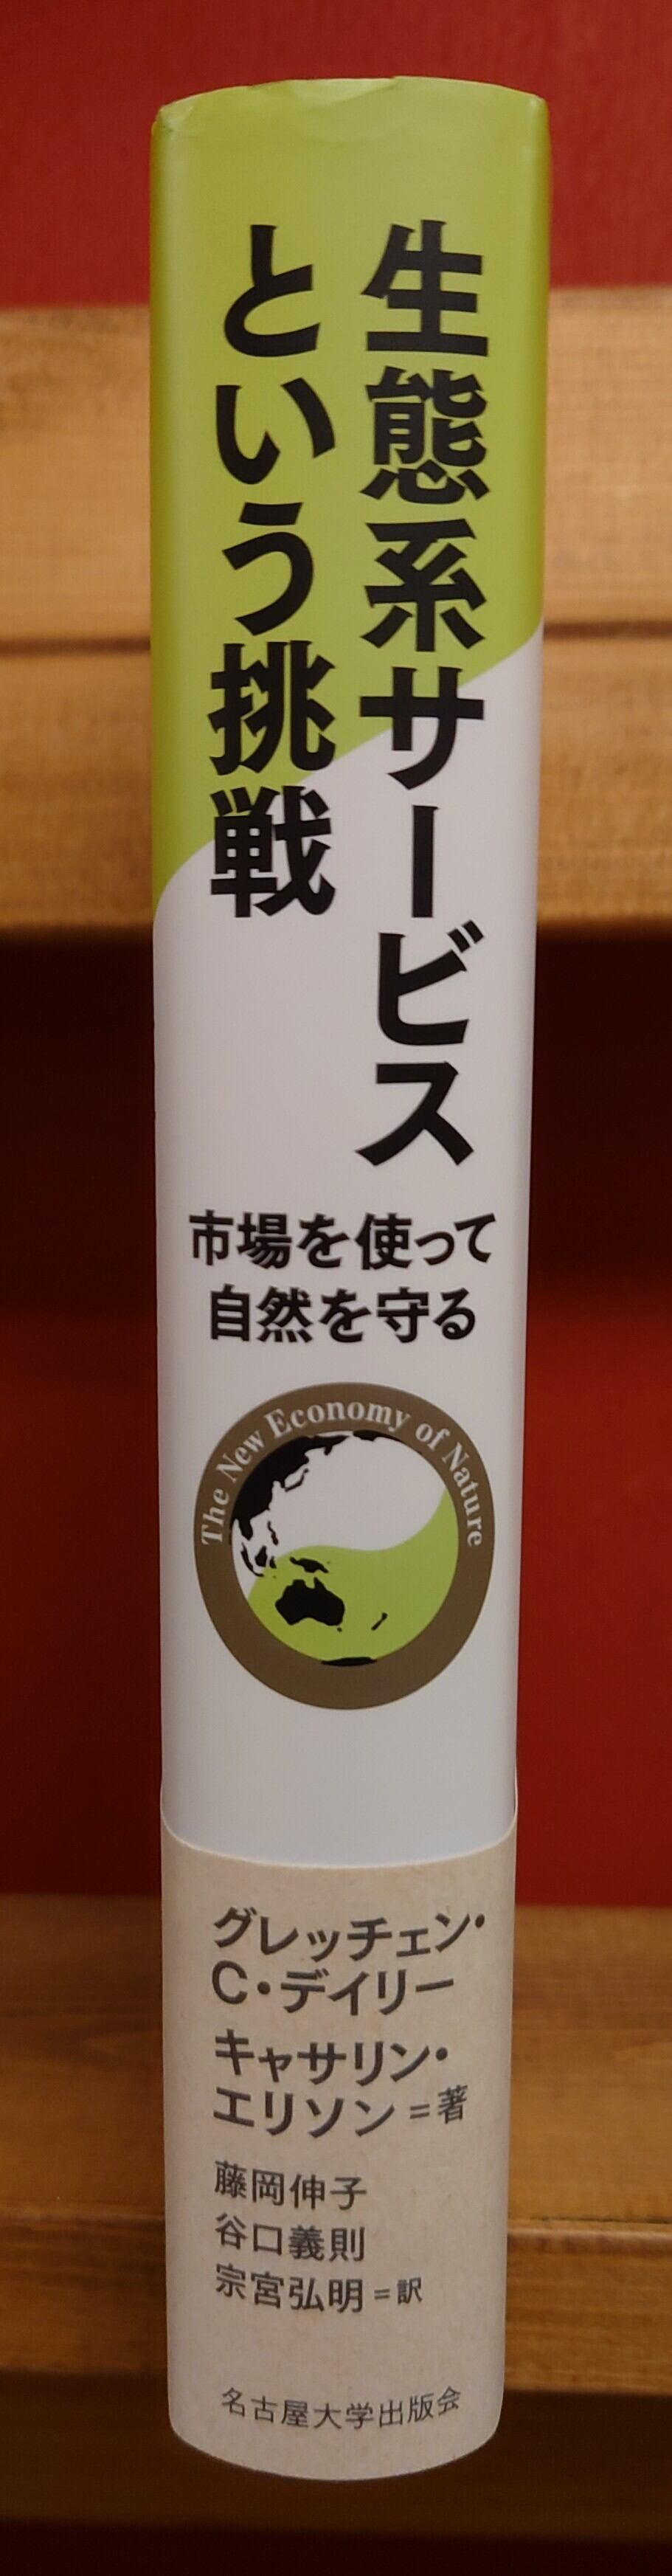 生態系サービス
という挑戦
市場を使って
自然を守る
The New Economy of Nature
グレッチェン・
C・デイリー
キャサリン・
エリソン=著
藤岡伸子
谷口義則
宗宮弘明=訳
名古屋大学出版会